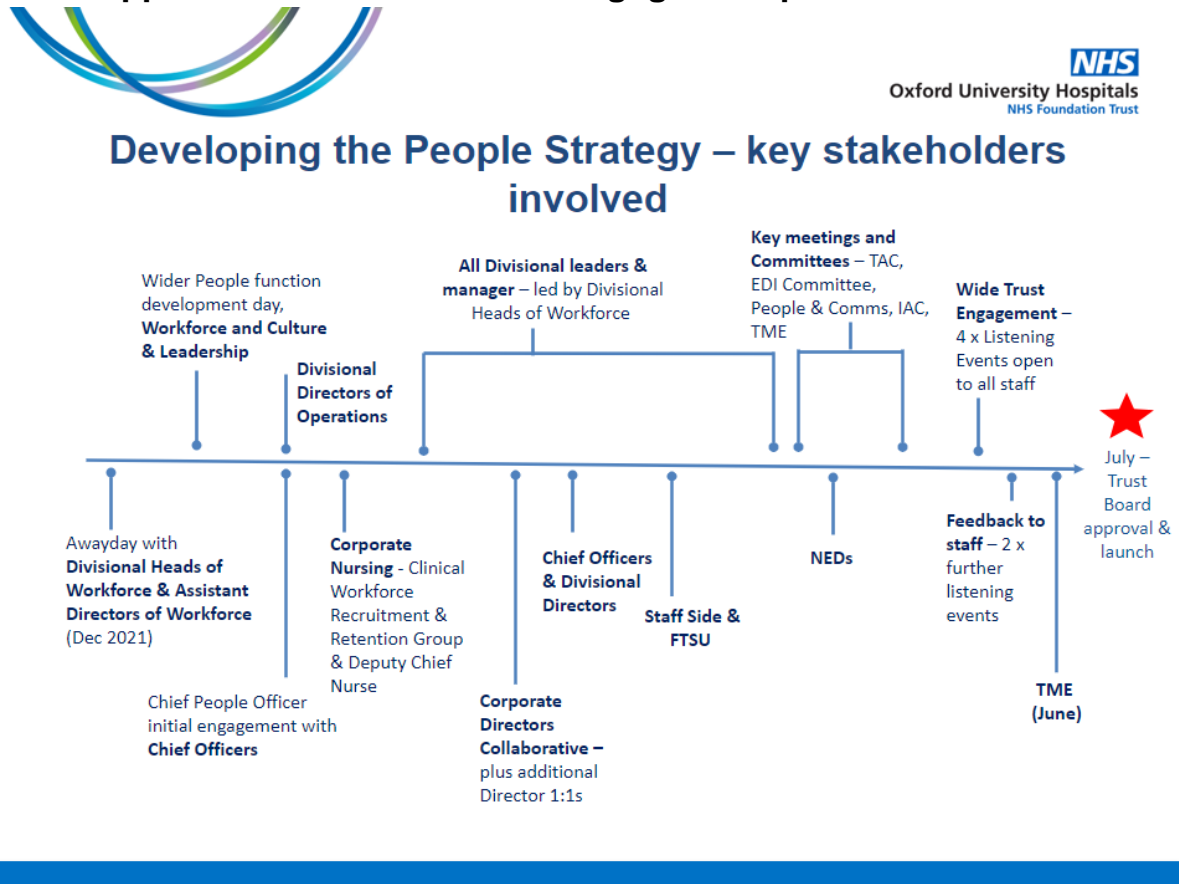 NHS
Oxford University Hospitals
NHS Foundation Trust
Developing the People Strategy – key stakeholders
involved
Wider People function
development day,
Workforce and Culture
& Leadership
Divisional
Directors of
Operations
All Divisional leaders &
manager – led by Divisional
Heads of Workforce
Key meetings and
Committees – TAC,
EDI Committee,
People & Comms, IAC,
TME
Wide Trust
Engagement –
4 x Listening
Events open
to all staff
July –
Trust
Board
approval &
launch
Awayday with
Divisional Heads of
Workforce & Assistant
Directors of Workforce
(Dec 2021)
Chief People Officer
initial engagement with
Chief Officers
Corporate
Nursing - Clinical
Workforce
Recruitment &
Retention Group
& Deputy Chief
Nurse
Corporate
Directors
Collaborative –
plus additional
Director 1:1s
Chief Officers
& Divisional
Directors
Staff Side &
FTSU
NEDs
Feedback to
staff – 2 x
further
listening
events
TME
(June)